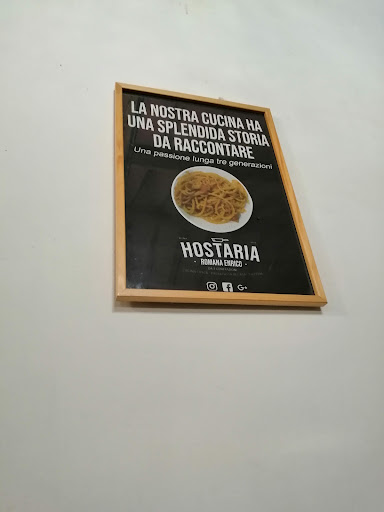 LA NOSTRA CUCINA HA
UNA SPLENDIDA STORIA
DA RACCONTARE
Una passione lunga tre generazioni
HOSTARIA
ROMANA ENRICO